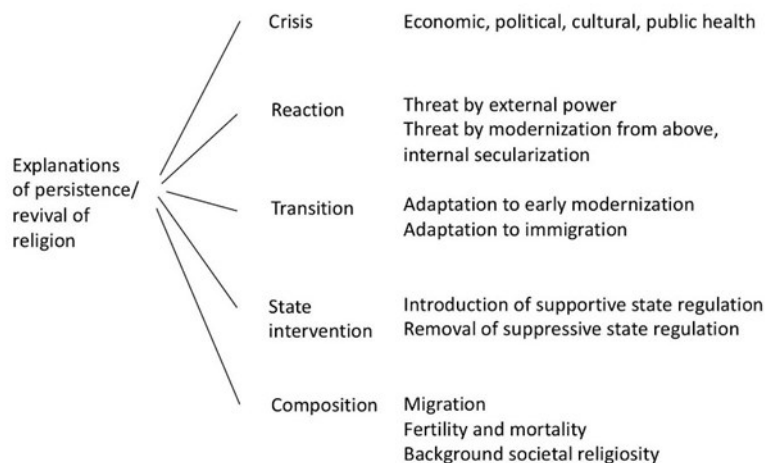 Explanations
of persistence/
revival of
religion
Crisis
Economic, political, cultural, public health
Reaction
Threat by external power
Threat by modernization from above,
internal secularization
Transition
Adaptation to early modernization
Adaptation to immigration
State
intervention
Introduction of supportive state regulation
Removal of suppressive state regulation
Composition
Migration
Fertility and mortality
Background societal religiosity